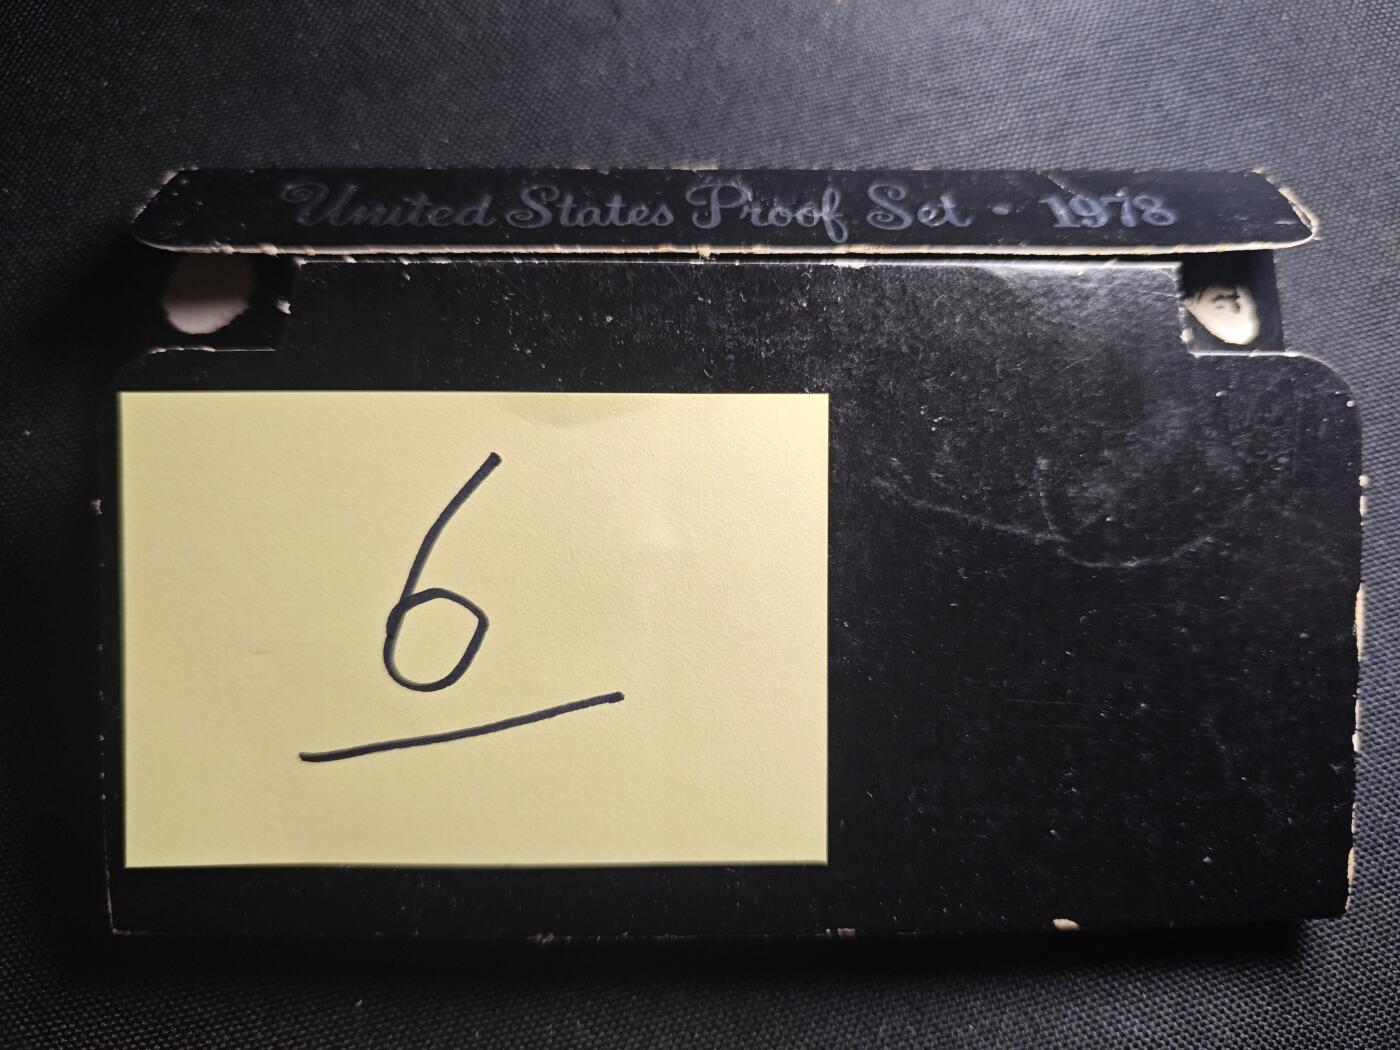 United States Proof Set • 1978
6